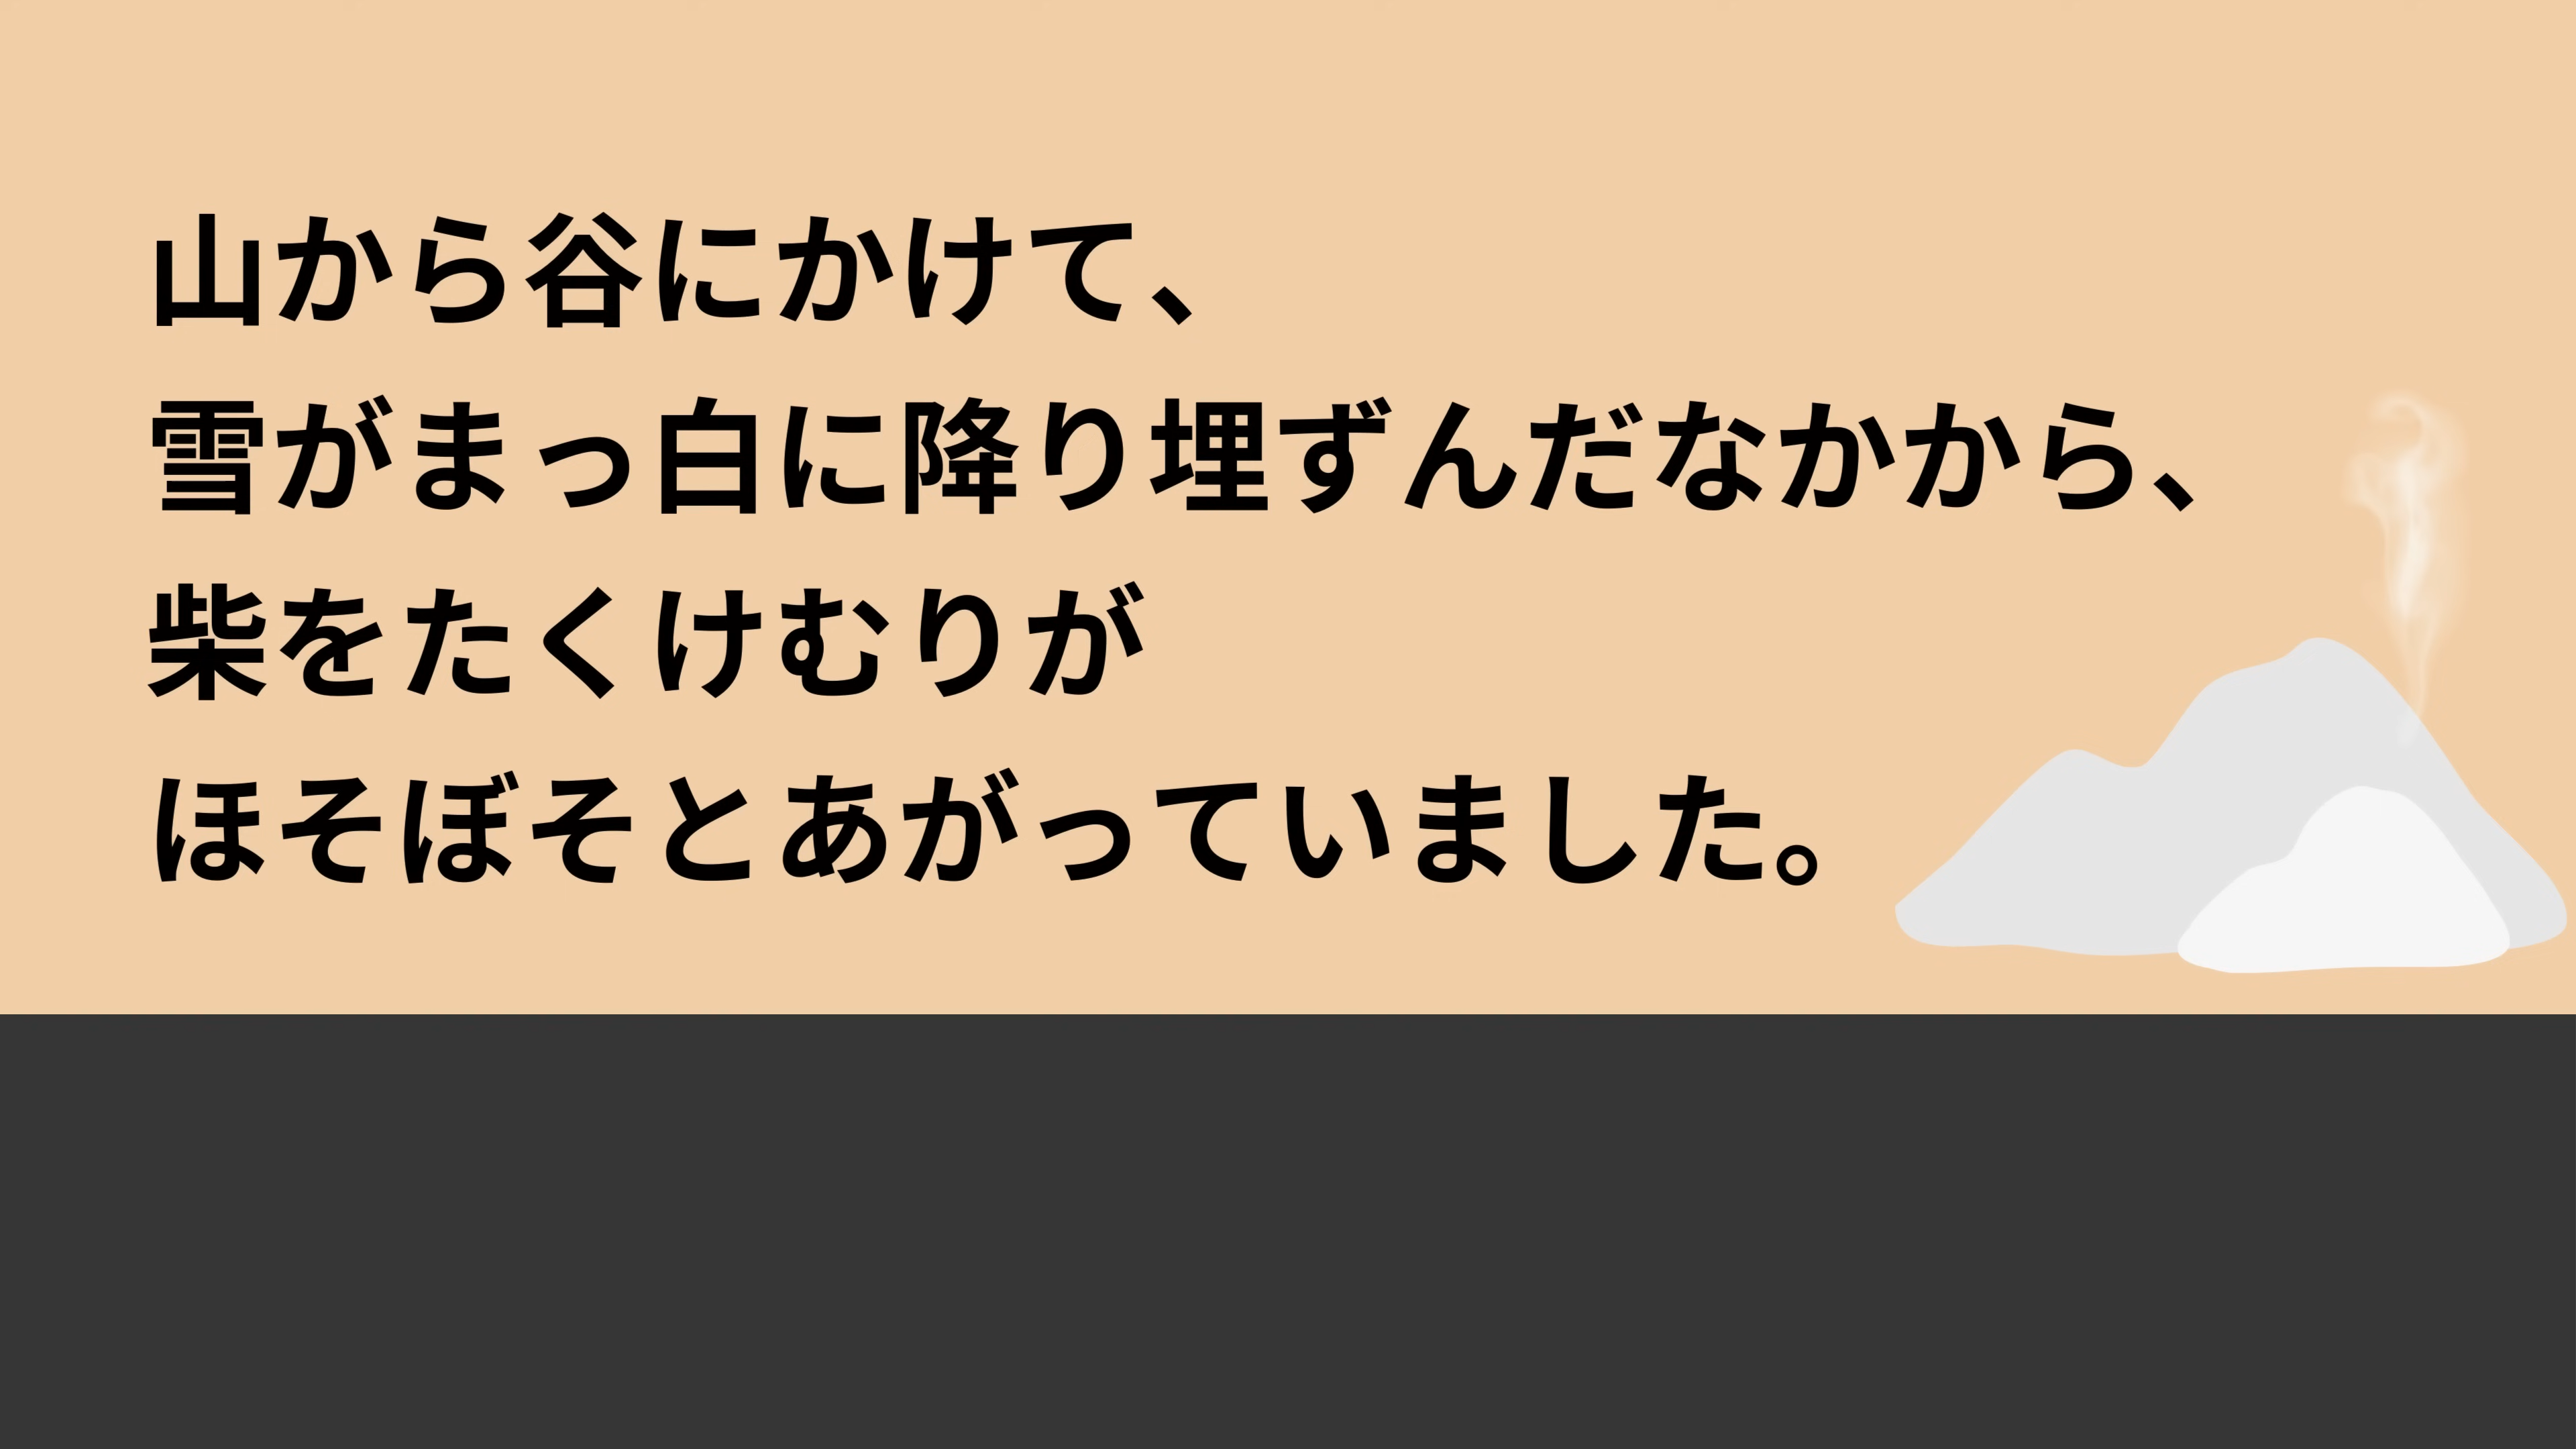 山から谷にかけて、
雪がまっ白に降り埋ずんだなかから、
柴をたくけむりが
ほそぼそとあがっていました。